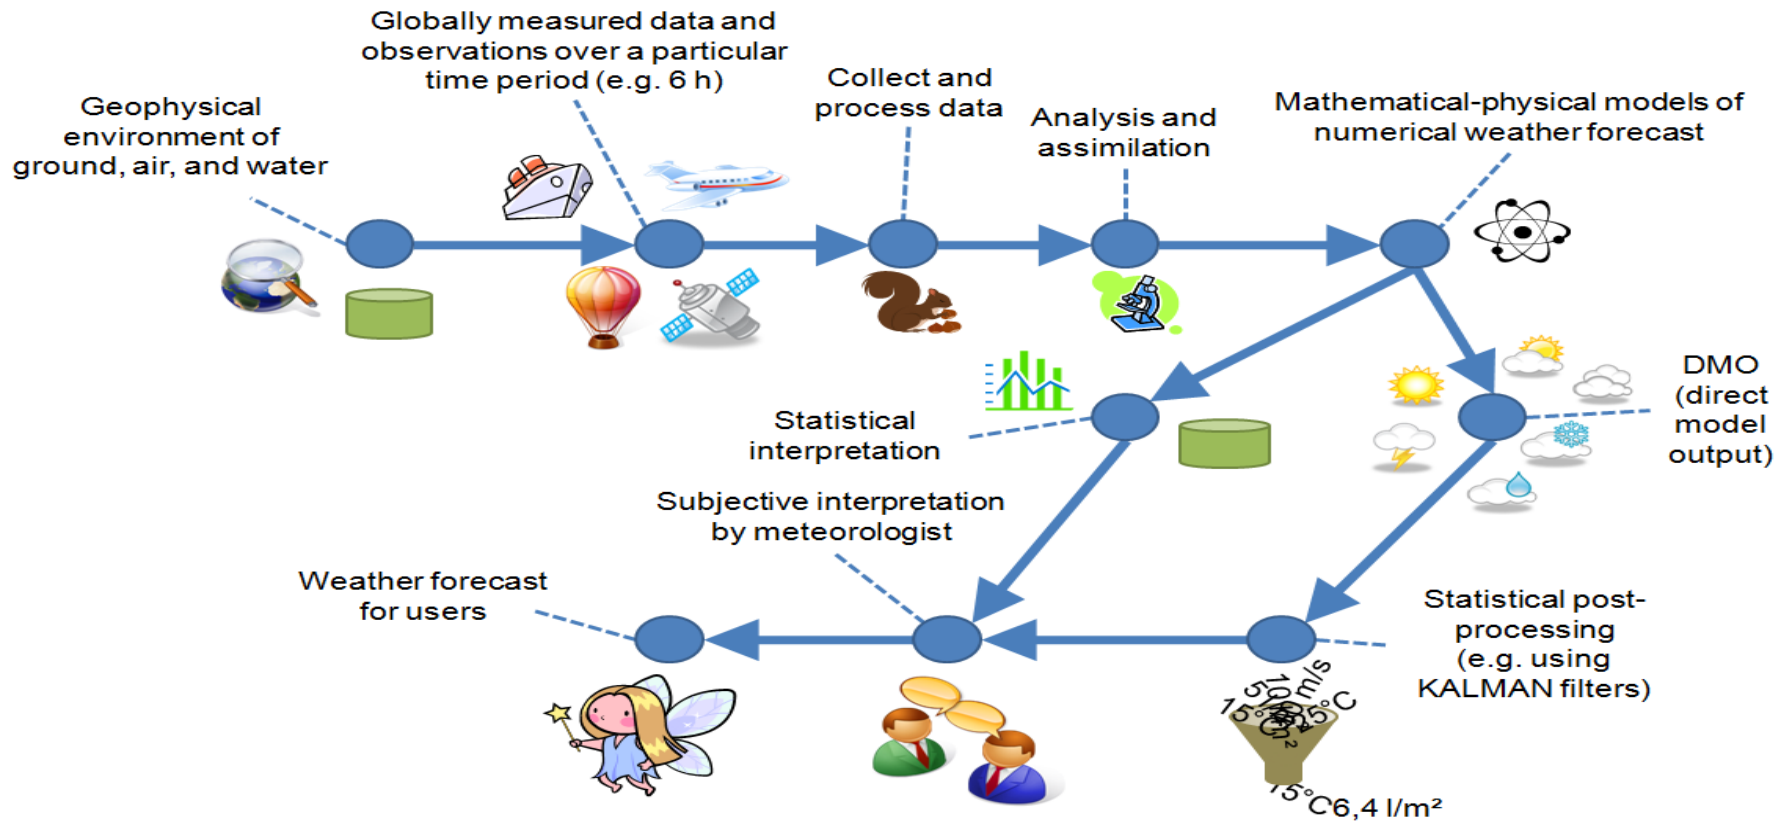 Globally measured data and
observations over a particular
time period (e.g. 6 h)
Geophysical
environment of
ground, air, and water
Collect and
process data
Analysis and
assimilation
Mathematical-physical models of
numerical weather forecast
DMO
(direct
model
output)
Statistical
interpretation
Subjective interpretation
by meteorologist
Weather forecast
for users
Statistical post-
processing
(e.g. using
KALMAN filters)
m/s
15°C
15°C
6,4 l/m²